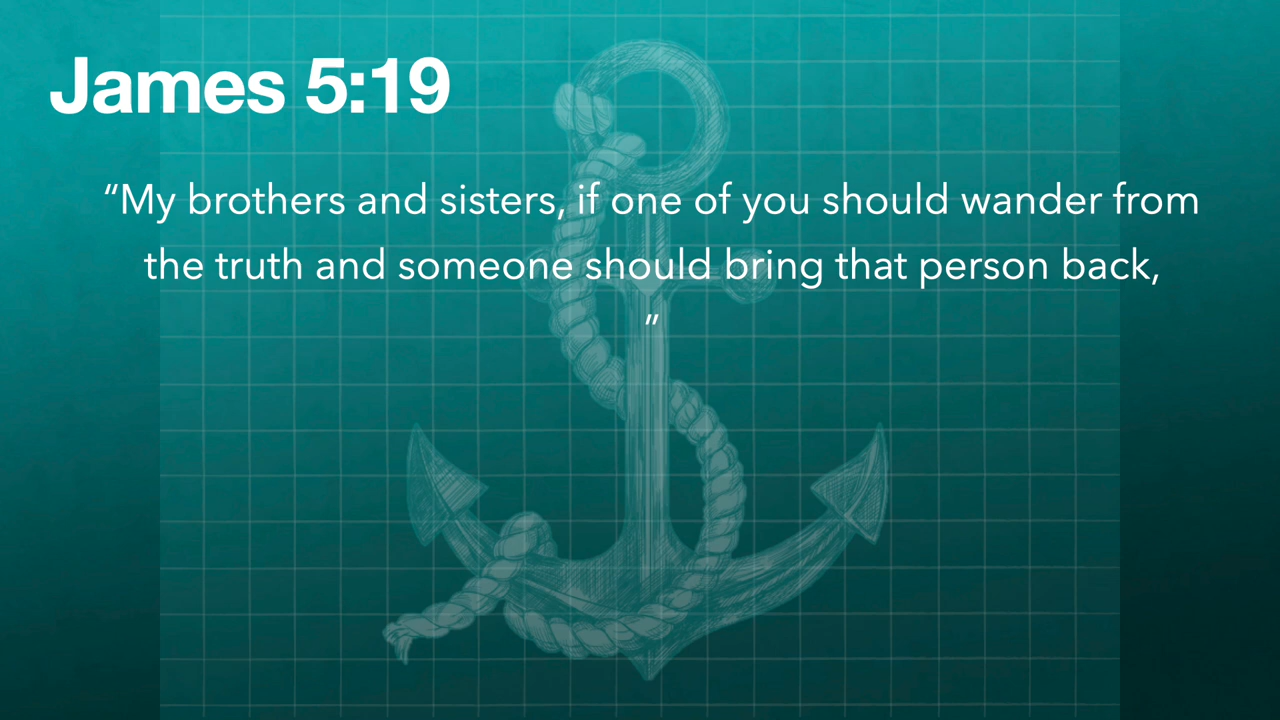 James 5:19
“My brothers and sisters, if one of you should wander from
the truth and someone should bring that person back,
”